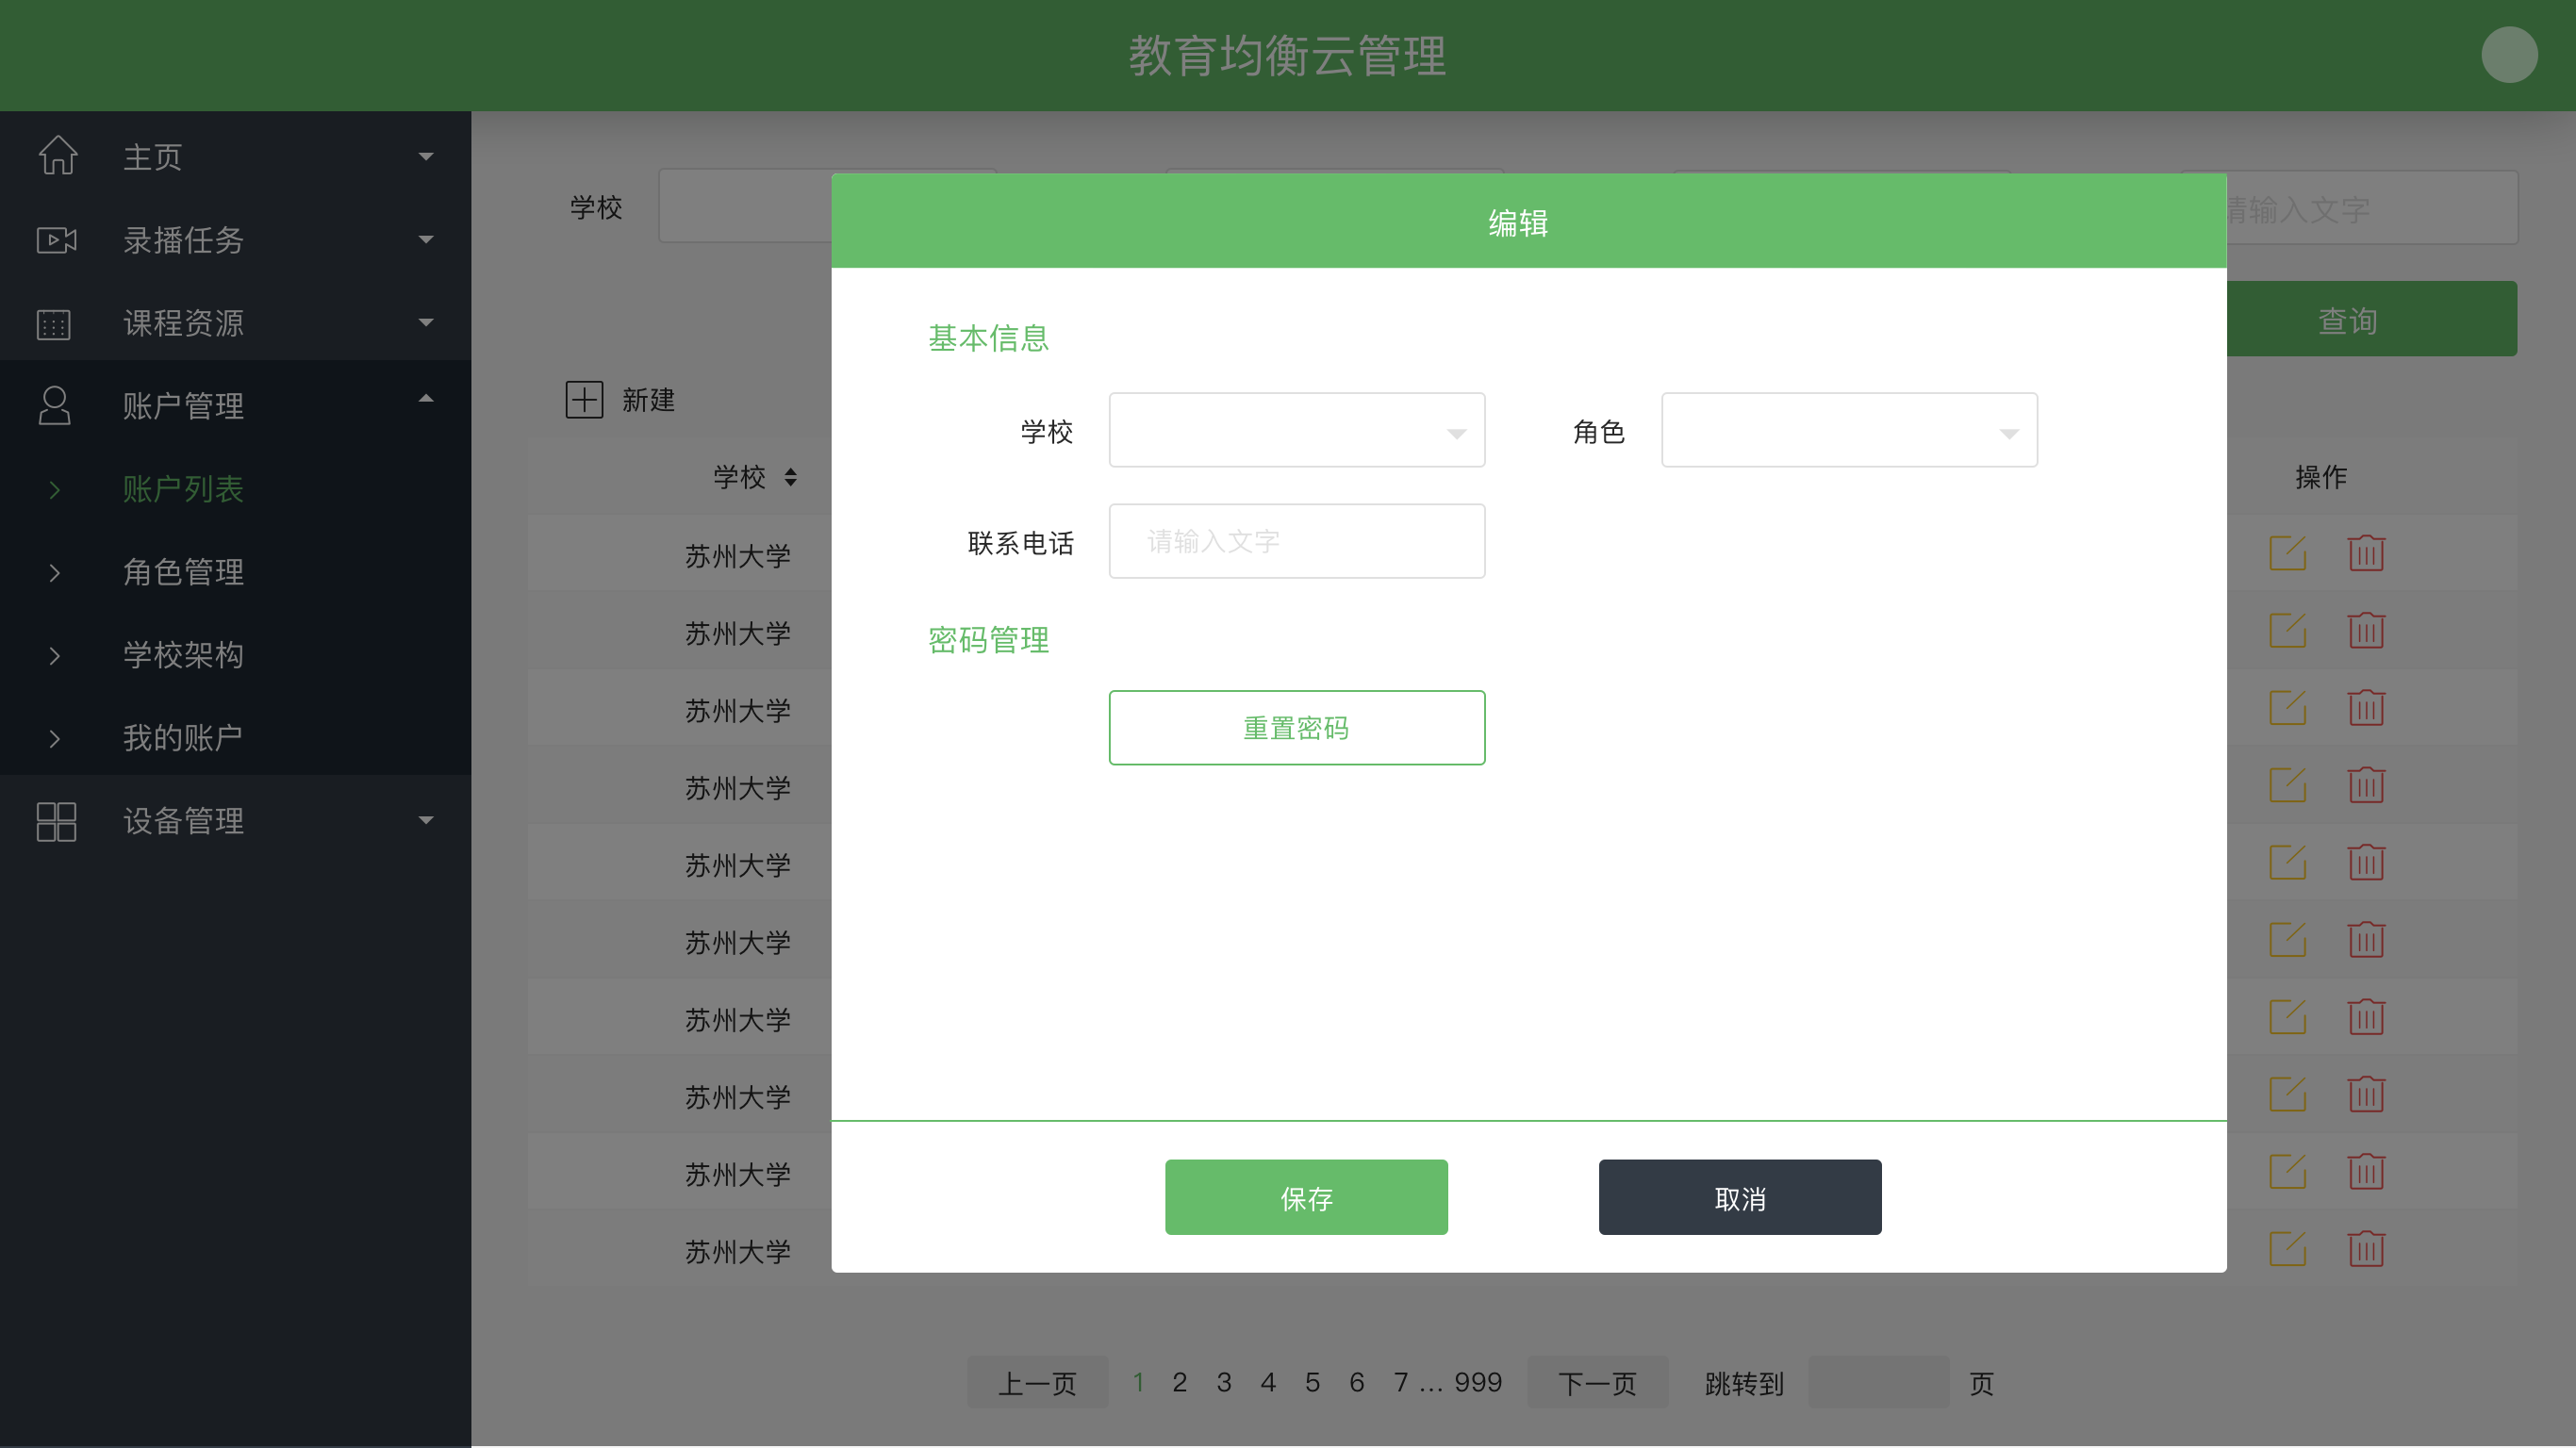 教育均衡云管理
主页
录播任务
课程资源
账户管理
账户列表
角色管理
学校架构
我的账户
设备管理
学校
请输入文字
查询
新建
学校
操作
苏州大学
苏州大学
苏州大学
苏州大学
苏州大学
苏州大学
苏州大学
苏州大学
苏州大学
苏州大学
编辑
基本信息
学校
角色
联系电话 请输入文字
密码管理
重置密码
保存
取消
上一页 1 2 3 4 5 6 7 ... 999 下一页 跳转到 页